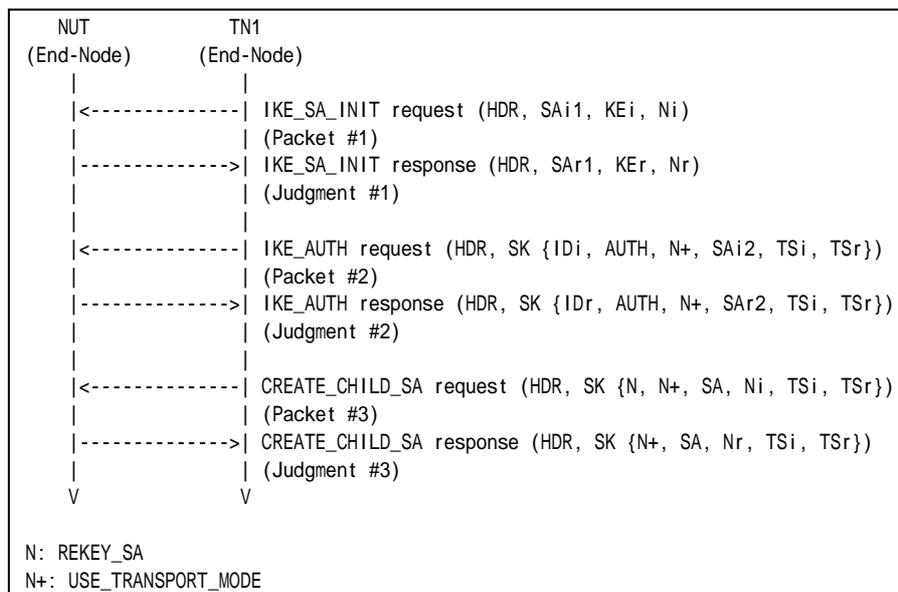 NUT TN1
(End-Node) (End-Node)
| |
|<--------------| IKE_SA_INIT request (HDR, SAi1, KEi, Ni)
| | (Packet #1)
|-------------->| IKE_SA_INIT response (HDR, SAr1, KEr, Nr)
| | (Judgment #1)
| |
|<--------------| IKE_AUTH request (HDR, SK {IDi, AUTH, N+, SAi2, TSi, TSr})
| | (Packet #2)
|-------------->| IKE_AUTH response (HDR, SK {IDr, AUTH, N+, SAr2, TSi, TSr})
| | (Judgment #2)
| |
|<--------------| CREATE_CHILD_SA request (HDR, SK {N, N+, SA, Ni, TSi, TSr})
| | (Packet #3)
|-------------->| CREATE_CHILD_SA response (HDR, SK {N+, SA, Nr, TSi, TSr})
| | (Judgment #3)
V V
N: REKEY_SA
N+: USE_TRANSPORT_MODE